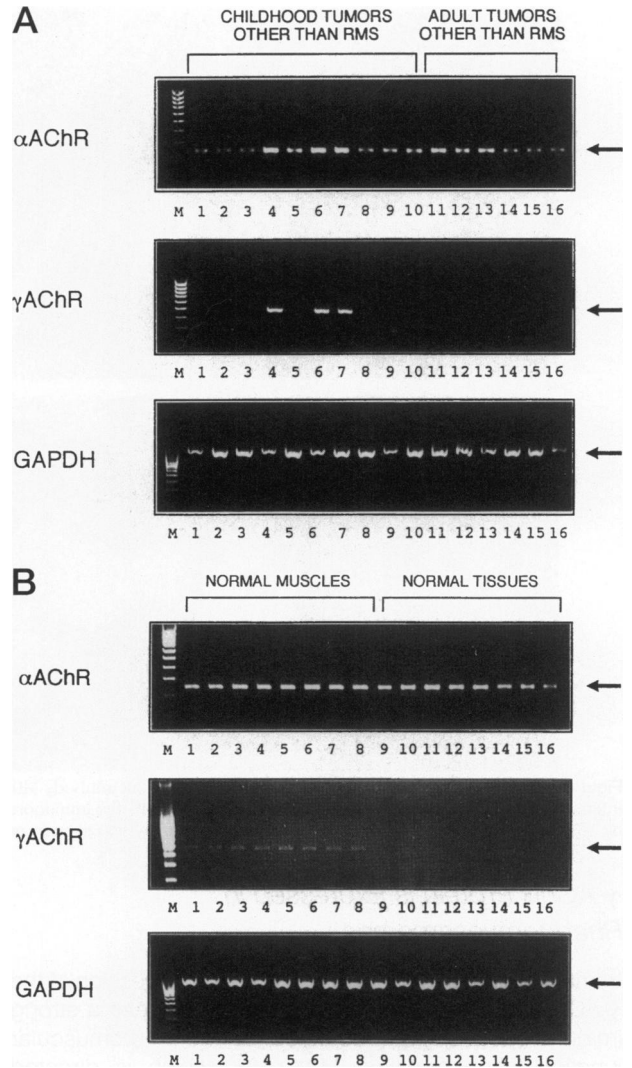 A
CHILDHOOD TUMORS OTHER THAN RMS
ADULT TUMORS OTHER THAN RMS
αAChR
M 1 2 3 4 5 6 7 8 9 10 11 12 13 14 15 16
γAChR
M 1 2 3 4 5 6 7 8 9 10 11 12 13 14 15 16
GAPDH
M 1 2 3 4 5 6 7 8 9 10 11 12 13 14 15 16
B
NORMAL MUSCLES NORMAL TISSUES
αAChR
M 1 2 3 4 5 6 7 8 9 10 11 12 13 14 15 16
γAChR
M 1 2 3 4 5 6 7 8 9 10 11 12 13 14 15 16
GAPDH
M 1 2 3 4 5 6 7 8 9 10 11 12 13 14 15 16